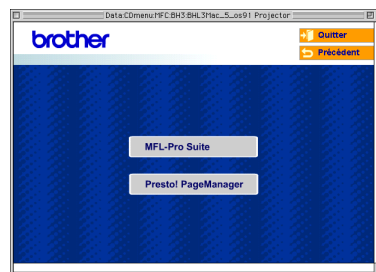 Data:CDmenu:MFC:BH3:BHL3Mac_5_os91 Projector
brother
Quitter
Précédent
MFL-Pro Suite
Presto! PageManager